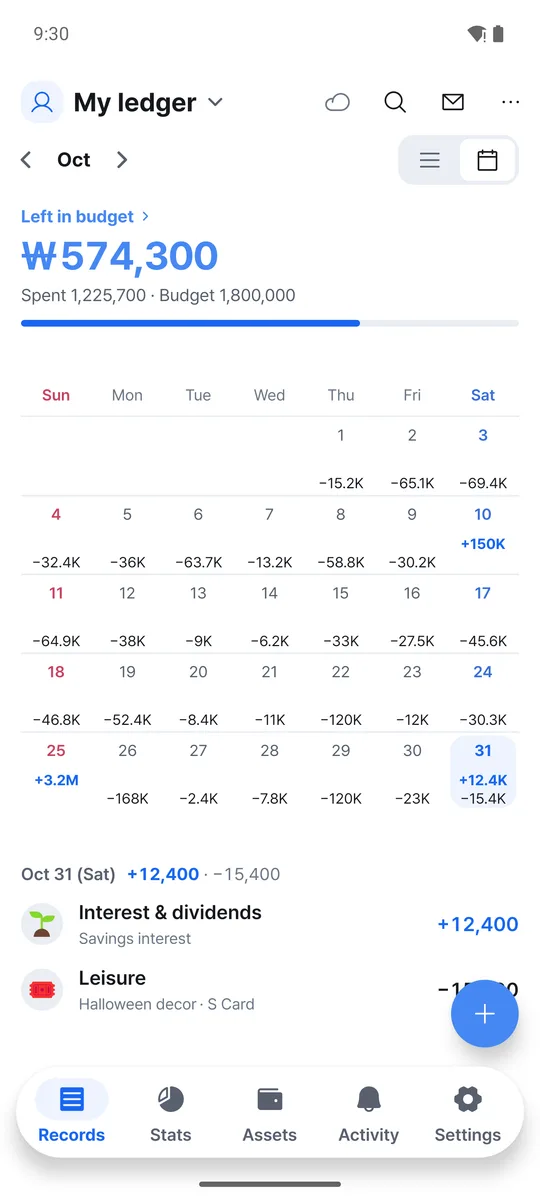 9:30
My ledger
Oct
Left in budget
₩574,300
Spent 1,225,700 · Budget 1,800,000
Sun Mon Tue Wed Thu Fri Sat
1 2 3
−15.2K −65.1K −69.4K
4 5 6 7 8 9 10
+150K
−32.4K −36K −63.7K −13.2K −58.8K −30.2K
11 12 13 14 15 16 17
−64.9K −38K −9K −6.2K −33K −27.5K −45.6K
18 19 20 21 22 23 24
−46.8K −52.4K −8.4K −11K −120K −12K −30.3K
25 26 27 28 29 30 31
+3.2M +12.4K
−168K −2.4K −7.8K −120K −23K −15.4K
Oct 31 (Sat) +12,400 · −15,400
Interest & dividends
+12,400
Savings interest
Leisure
Halloween decor · S Card
Records Stats Assets Activity Settings